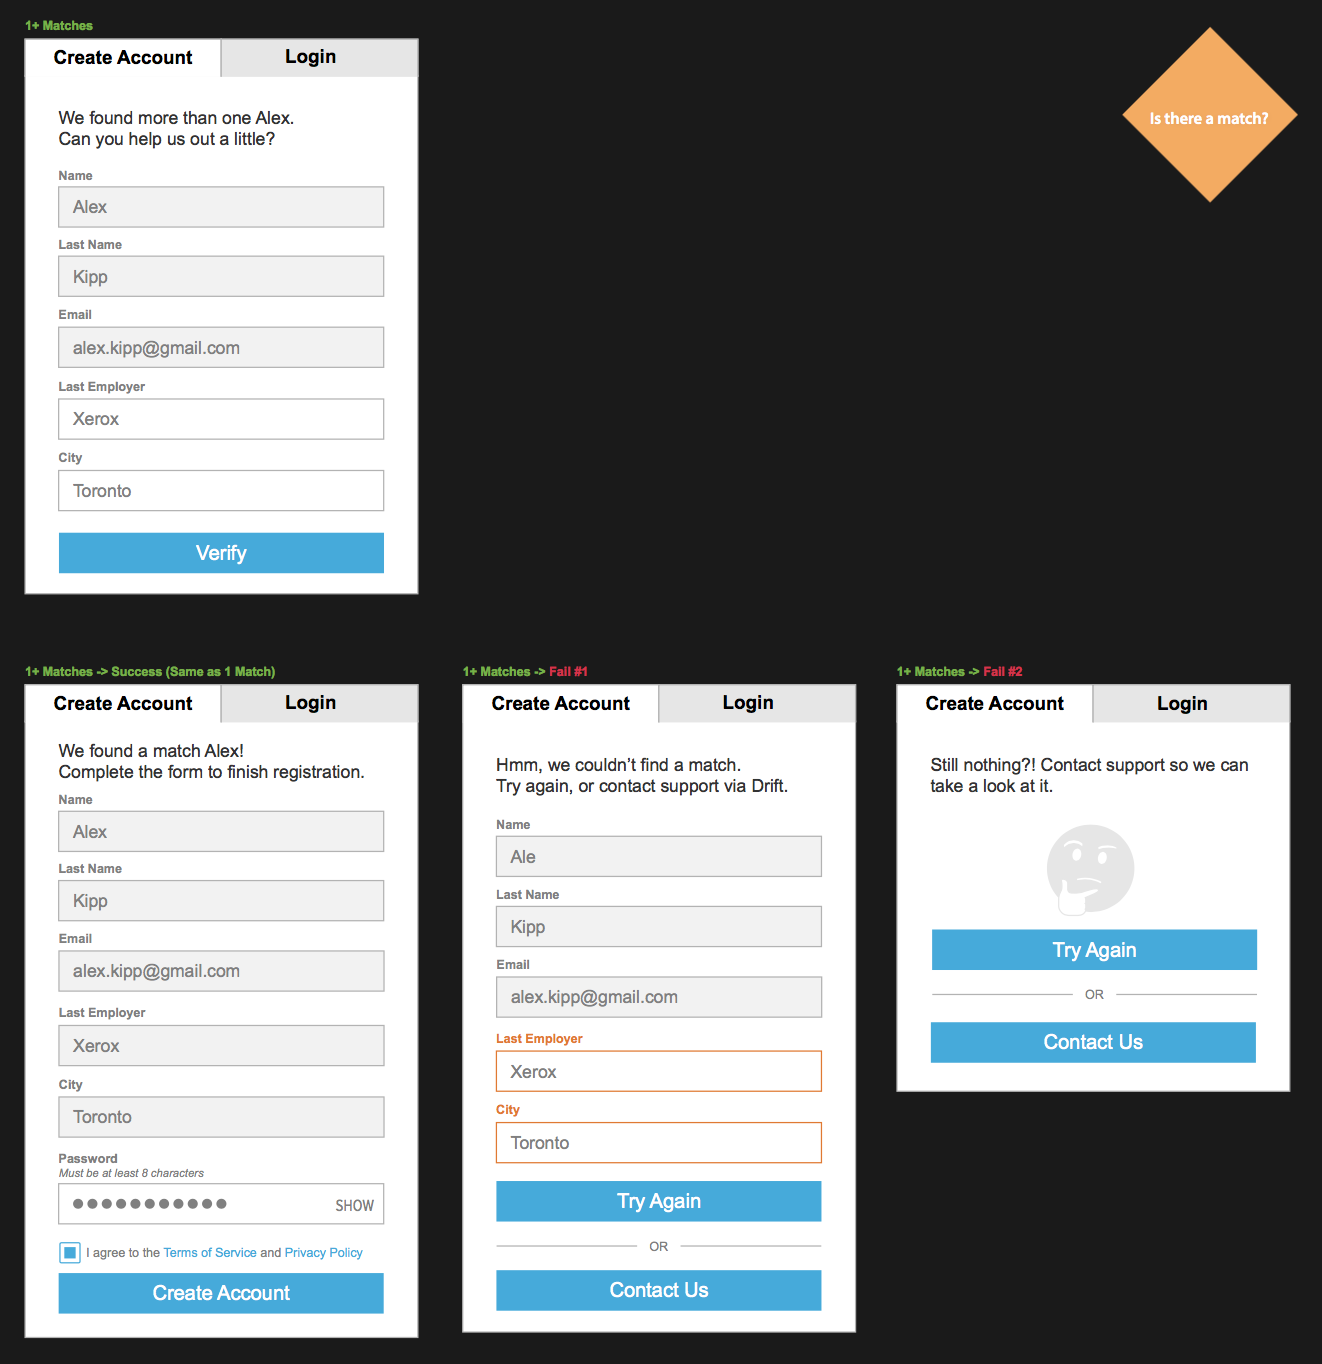 1+ Matches
Create Account
Login
We found more than one Alex.
Can you help us out a little?
Name
Alex
Last Name
Kipp
Email
alex.kipp@gmail.com
Last Employer
Xerox
City
Toronto
Verify
Is there a match?
1+ Matches -> Success (Same as 1 Match)
Create Account
Login
We found a match Alex!
Complete the form to finish registration.
Name
Alex
Last Name
Kipp
Email
alex.kipp@gmail.com
Last Employer
Xerox
City
Toronto
Password
Must be at least 8 characters
SHOW
I agree to the Terms of Service and Privacy Policy
Create Account
1+ Matches -> Fail #1
Create Account
Login
Hmm, we couldn’t find a match.
Try again, or contact support via Drift.
Name
Ale
Last Name
Kipp
Email
alex.kipp@gmail.com
Last Employer
Xerox
City
Toronto
Try Again
OR
Contact Us
1+ Matches -> Fail #2
Create Account
Login
Still nothing?! Contact support so we can
take a look at it.
Try Again
OR
Contact Us